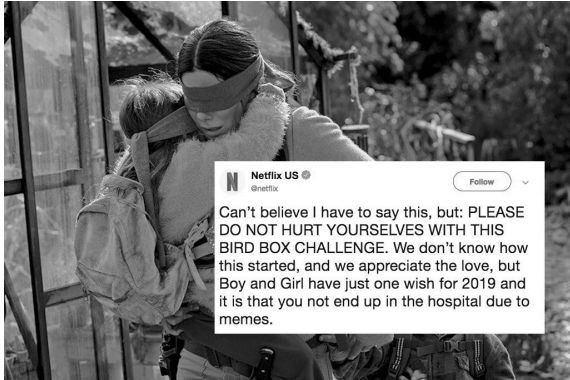 N Netflix US
@netflix
Follow
Can't believe I have to say this, but: PLEASE
DO NOT HURT YOURSELVES WITH THIS
BIRD BOX CHALLENGE. We don't know how
this started, and we appreciate the love, but
Boy and Girl have just one wish for 2019 and
it is that you not end up in the hospital due to
memes.